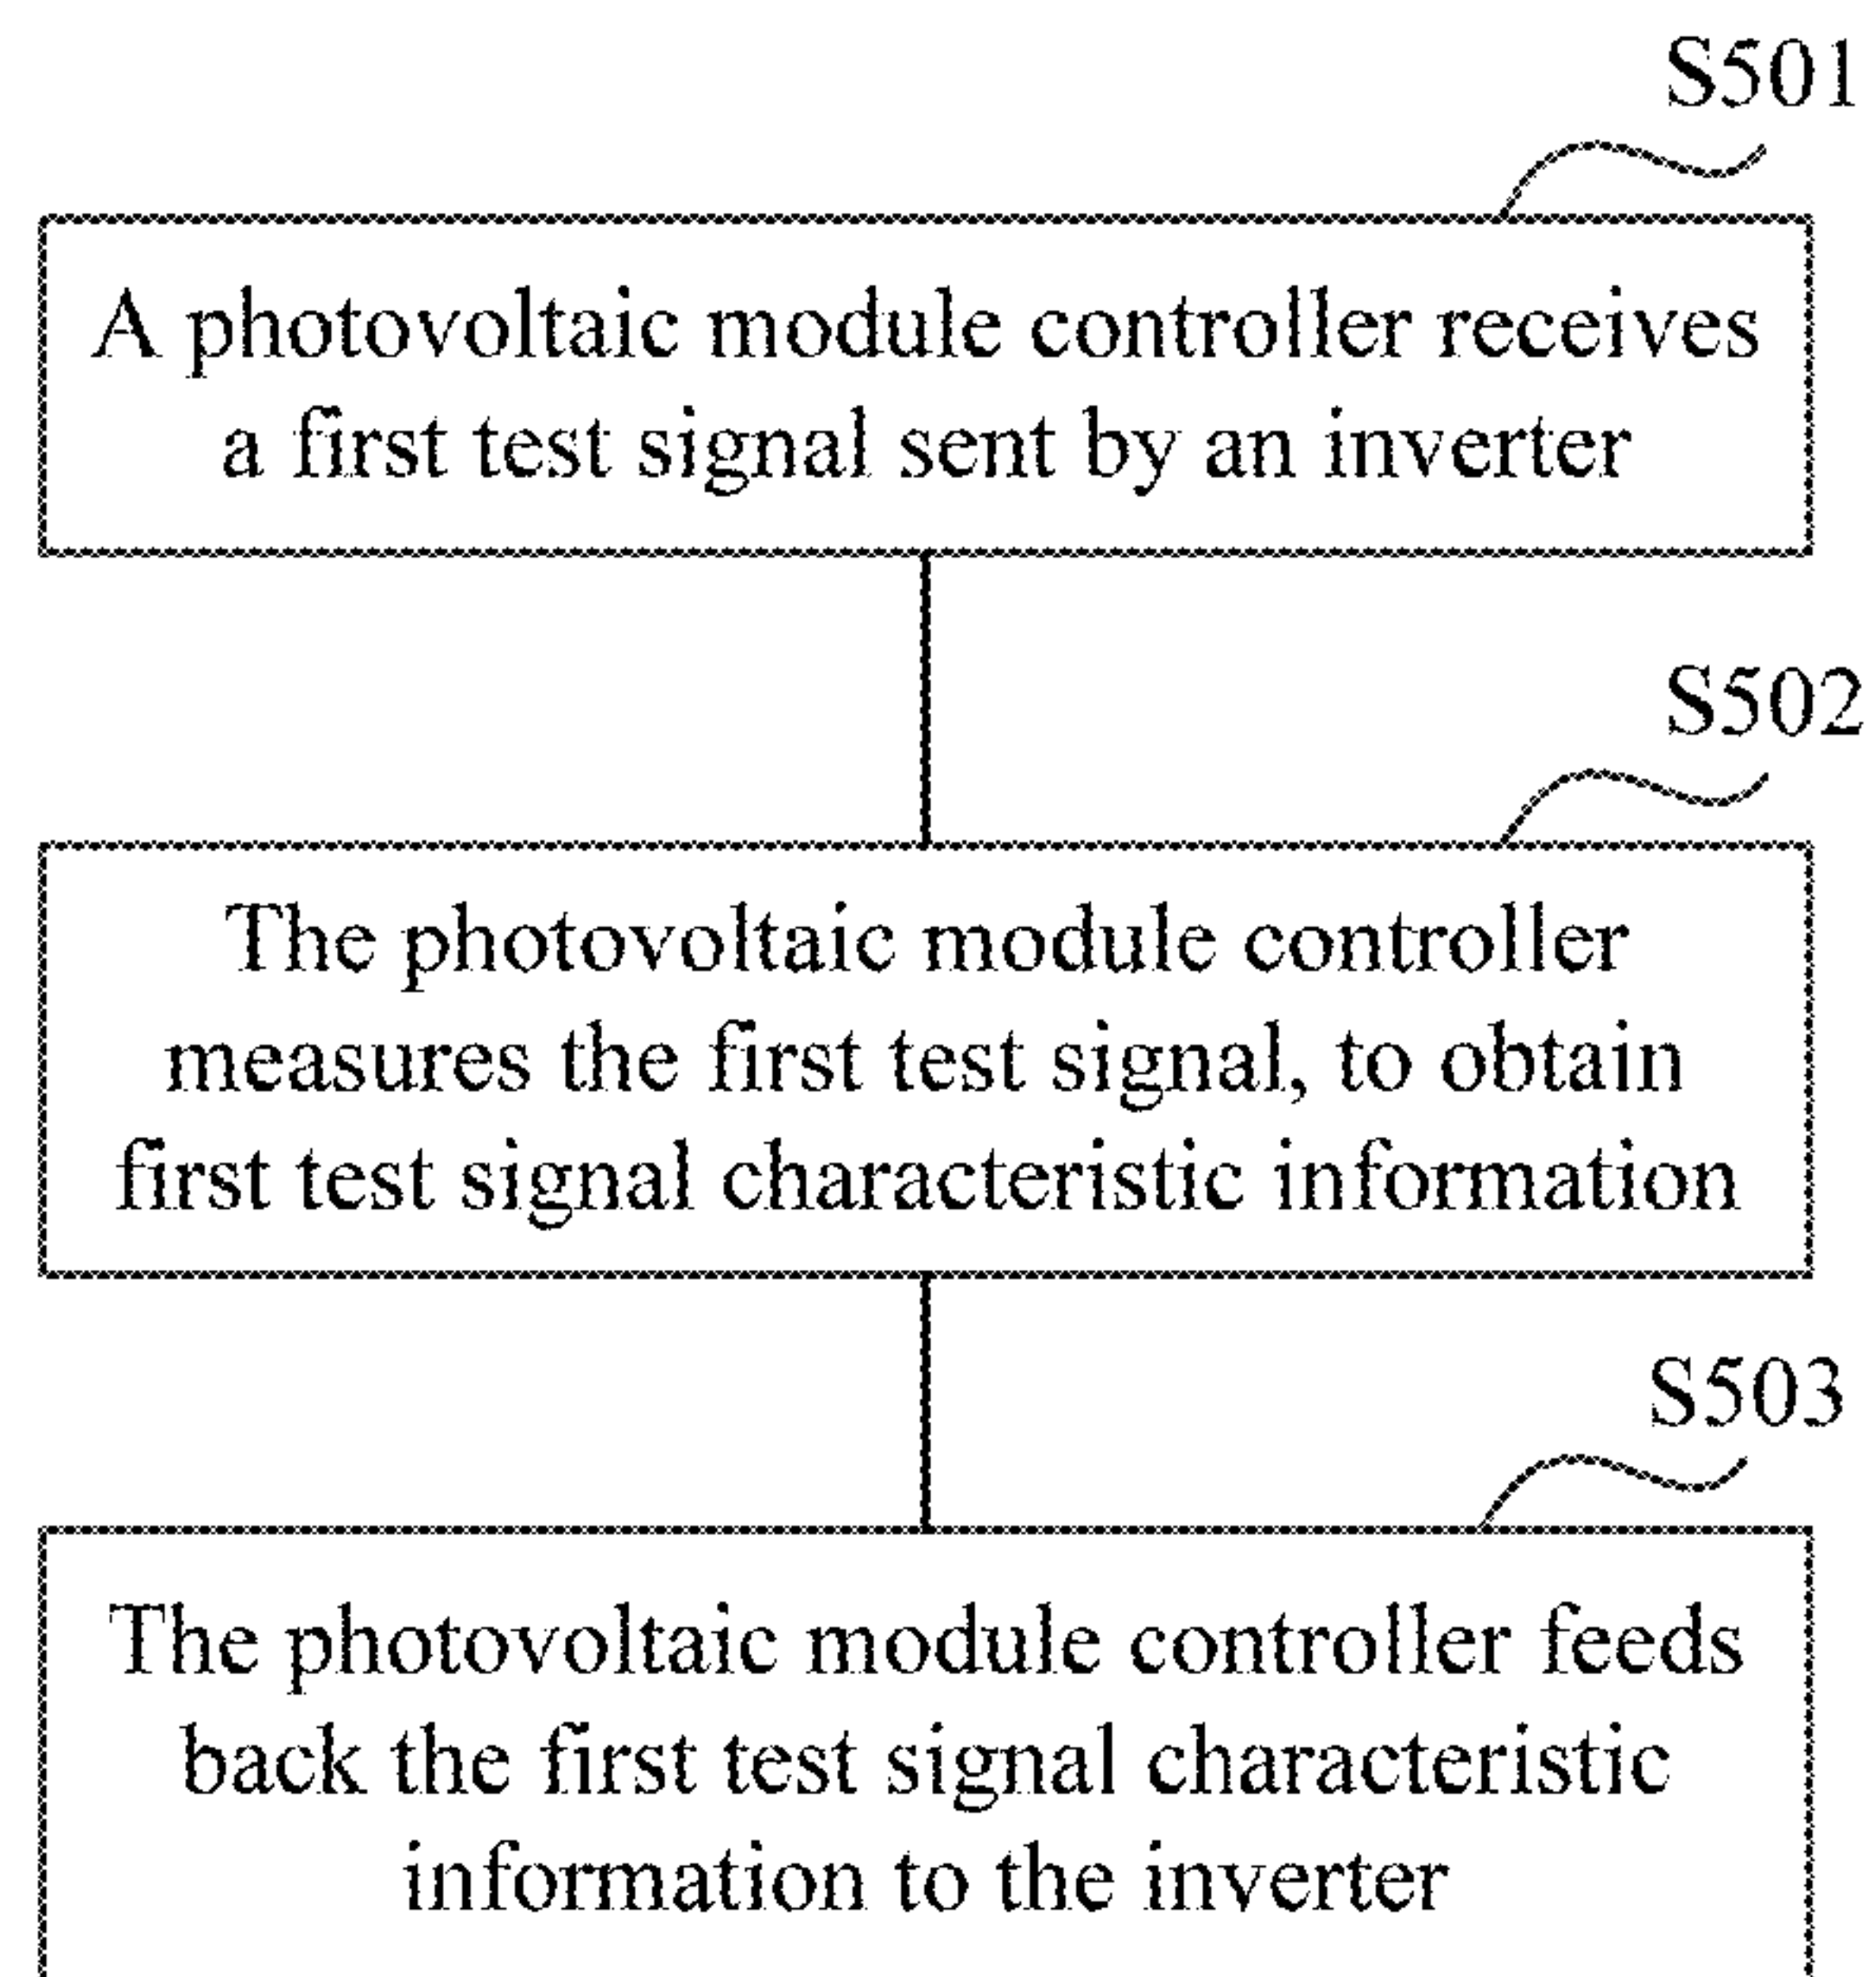 S501
A photovoltaic module controller receives
a first test signal sent by an inverter
S502
The photovoltaic module controller
measures the first test signal, to obtain
first test signal characteristic information
S503
The photovoltaic module controller feeds
back the first test signal characteristic
information to the inverter